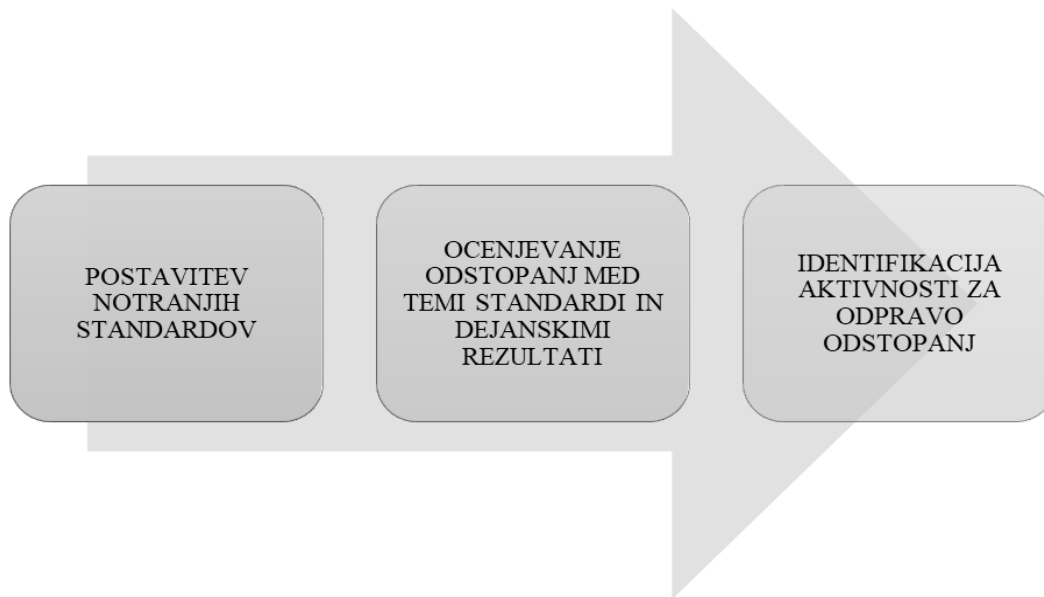 POSTAVITEV
NOTRANJIH
STANDARDOV
OCENJEVANJE
ODSTOPANJ MED
TEMI STANDARDI IN
DEJANSKIMI
REZULTATI
IDENTIFIKACIJA
AKTIVNOSTI ZA
ODPRAVO
ODSTOPANJ